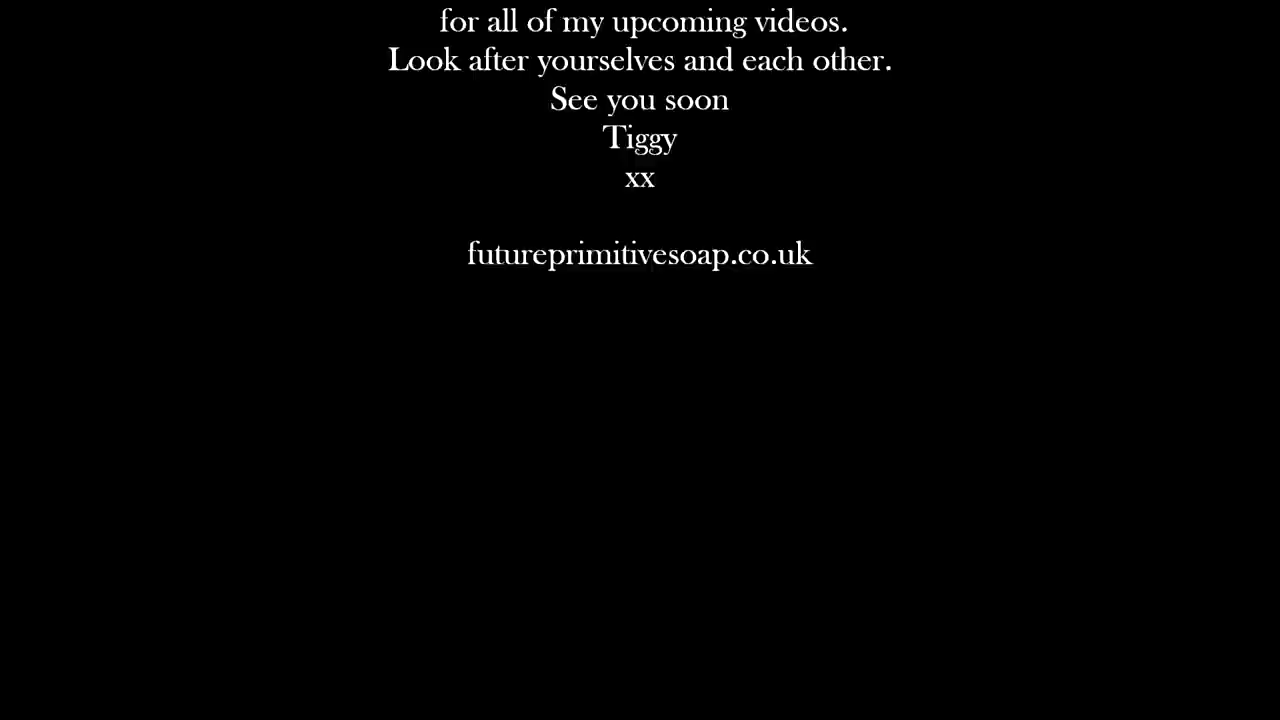 for all of my upcoming videos.
Look after yourselves and each other.
See you soon
Tiggy
xx
futureprimitivesoap.co.uk